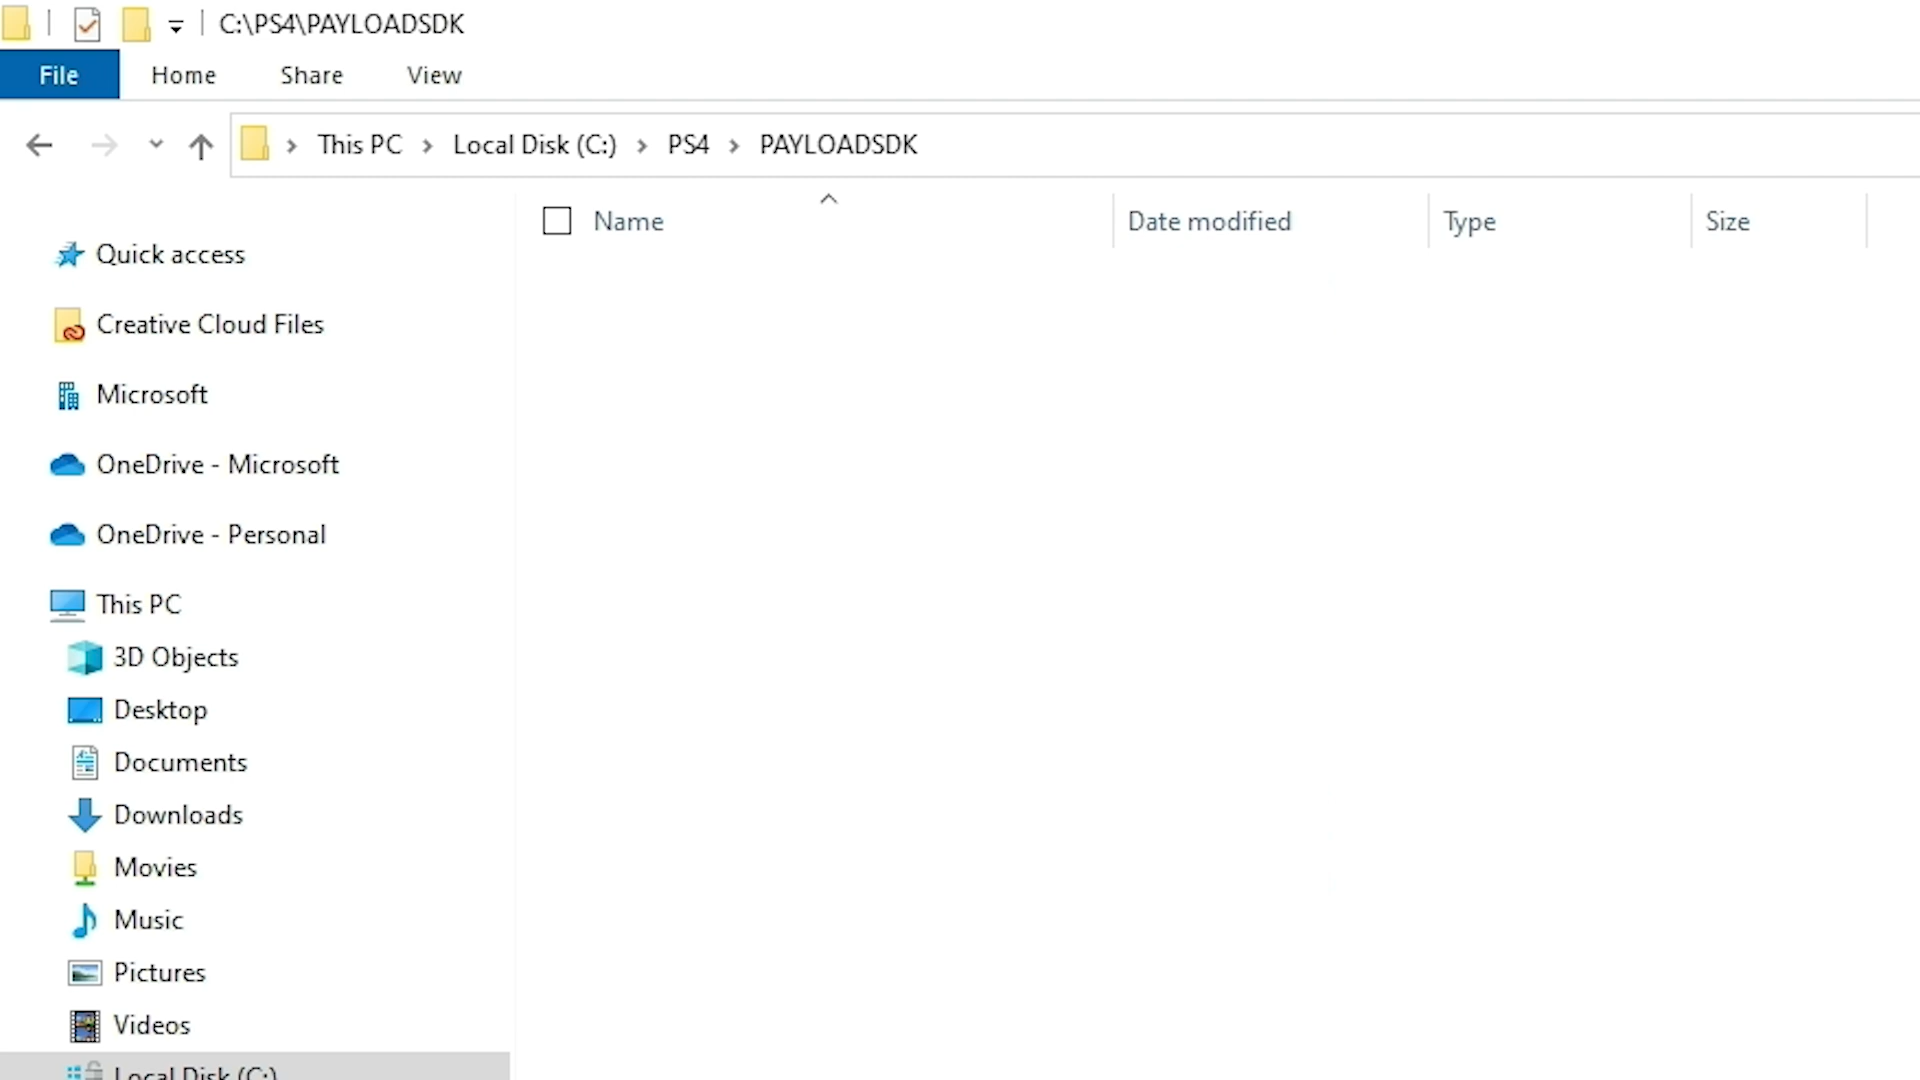 C:\PS4\PAYLOADSDK
File Home Share View
This PC Local Disk (C:) PS4 PAYLOADSDK
Name Date modified Type Size
Quick access
Creative Cloud Files
Microsoft
OneDrive - Microsoft
OneDrive - Personal
This PC
3D Objects
Desktop
Documents
Downloads
Movies
Music
Pictures
Videos
Local Disk (C:)